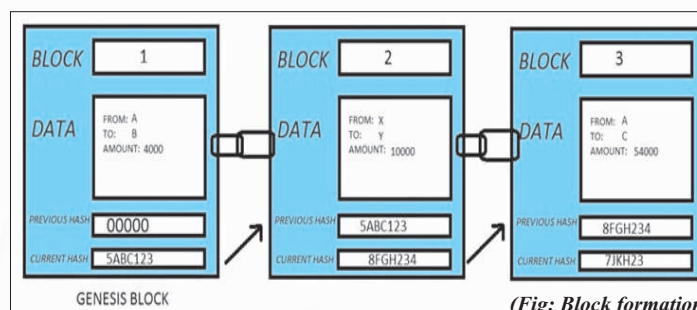 BLOCK 1
DATA
FROM: A
TO: B
AMOUNT: 4000
PREVIOUS HASH 00000
CURRENT HASH 5ABC123
GENESIS BLOCK
BLOCK 2
DATA
FROM: X
TO: Y
AMOUNT: 10000
PREVIOUS HASH 5ABC123
CURRENT HASH 8FGH234
BLOCK 3
DATA
FROM: A
TO: C
AMOUNT: 54000
PREVIOUS HASH 8FGH234
CURRENT HASH 7JKH23
(Fig: Block formation